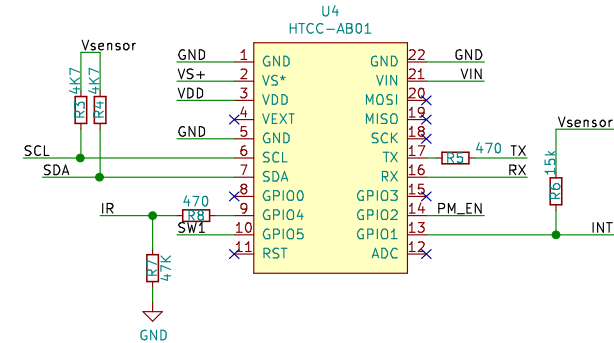 U4
HTCC-AB01
Vsensor
4K7 4K7
R3 R4
SCL
SDA
GND
VS+
VDD
GND
1 GND
2 VS*
3 VDD
4 VEXT
5 GND
6 SCL
7 SDA
8 GPIO0
9 GPIO4
10 GPIO5
11 RST
GND 22 GND
VIN 21 VIN
MOSI 20
MISO 19
SCK 18
TX 17 R5 470 TX
RX 16 RX
GPIO3 15
GPIO2 14 PM_EN
GPIO1 13 INT
ADC 12
Vsensor
15k
R6
IR
470
R8
SW1
R7
47K
GND